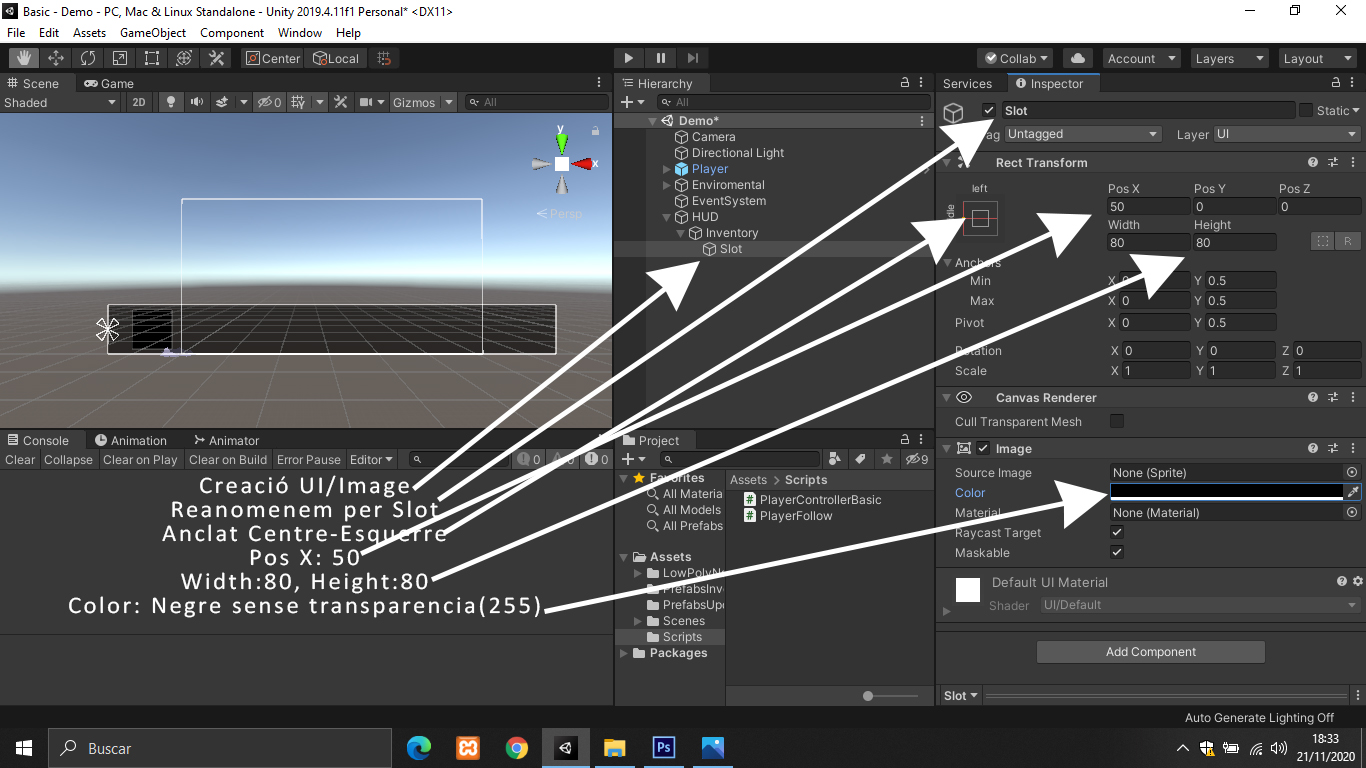 Basic - Demo - PC, Mac & Linux Standalone - Unity 2019.4.11f1 Personal* <DX11>
File Edit Assets GameObject Component Window Help
Center Local Collab Account Layers Layout
Scene Game
Shaded 2D 0 Gizmos All
y
x
Persp
Hierarchy
All
Demo*
Camera
Directional Light
Player
Enviromental
EventSystem
HUD
Inventory
Slot
Services Inspector
Slot Static
Untagged Layer UI
Rect Transform
left
Pos X Pos Y Pos Z
50 0 0
Width Height
80 80 R
Anchors
Min X Y 0.5
Max X 0 Y 0.5
Pivot X 0 Y 0.5
Rotation X 0 Y 0 Z 0
Scale X 1 Y 1 Z 1
Canvas Renderer
Cull Transparent Mesh
Image
Source Image None (Sprite)
Color
Material None (Material)
Raycast Target
Maskable
Default UI Material
Shader UI/Default
Add Component
Slot
Auto Generate Lighting Off
Console Animation Animator
Clear Collapse Clear on Play Clear on Build Error Pause Editor 0 0 0
Creació UI/Image
Reanomenem per Slot
Anclat Centre-Esquerre
Pos X: 50
Width:80, Height:80
Color: Negre sense transparencia(255)
Project
9
Favorites
All Materia
All Models
All Prefabs
Assets
LowPolyN
PrefabsInv
PrefabsUpd
Scenes
Scripts
Packages
Assets > Scripts
PlayerControllerBasic
PlayerFollow
Buscar
Ps
18:33
21/11/2020